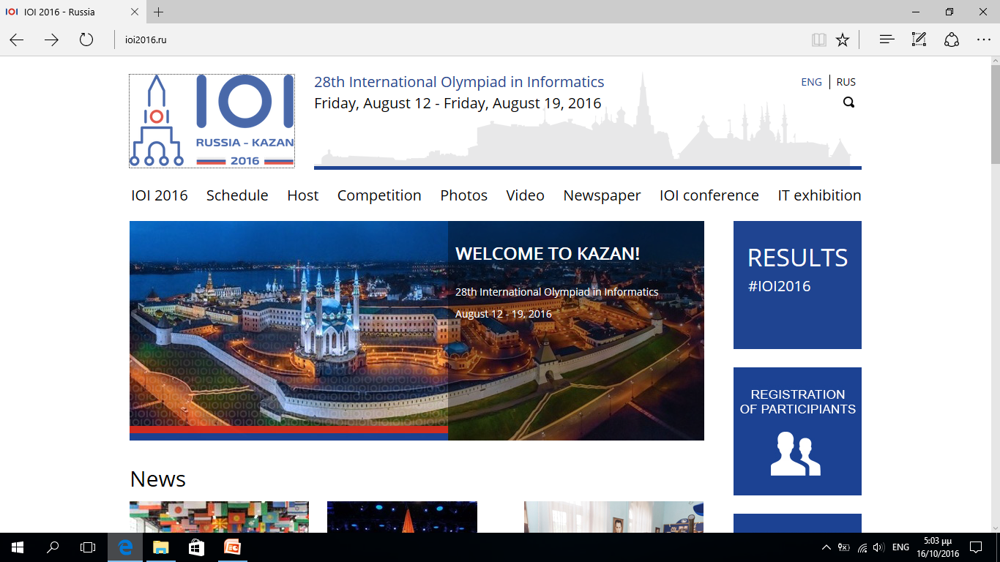 IOI 2016 - Russia
ioi2016.ru
IOI
IOI
RUSSIA - KAZAN
2016
28th International Olympiad in Informatics
Friday, August 12 - Friday, August 19, 2016
ENG
RUS
IOI 2016 Schedule Host Competition Photos Video Newspaper IOI conference IT exhibition
WELCOME TO KAZAN!
28th International Olympiad in Informatics
August 12 - 19, 2016
RESULTS
#IOI2016
REGISTRATION
OF PARTICIPIANTS
News
ENG
5:03 μμ
16/10/2016